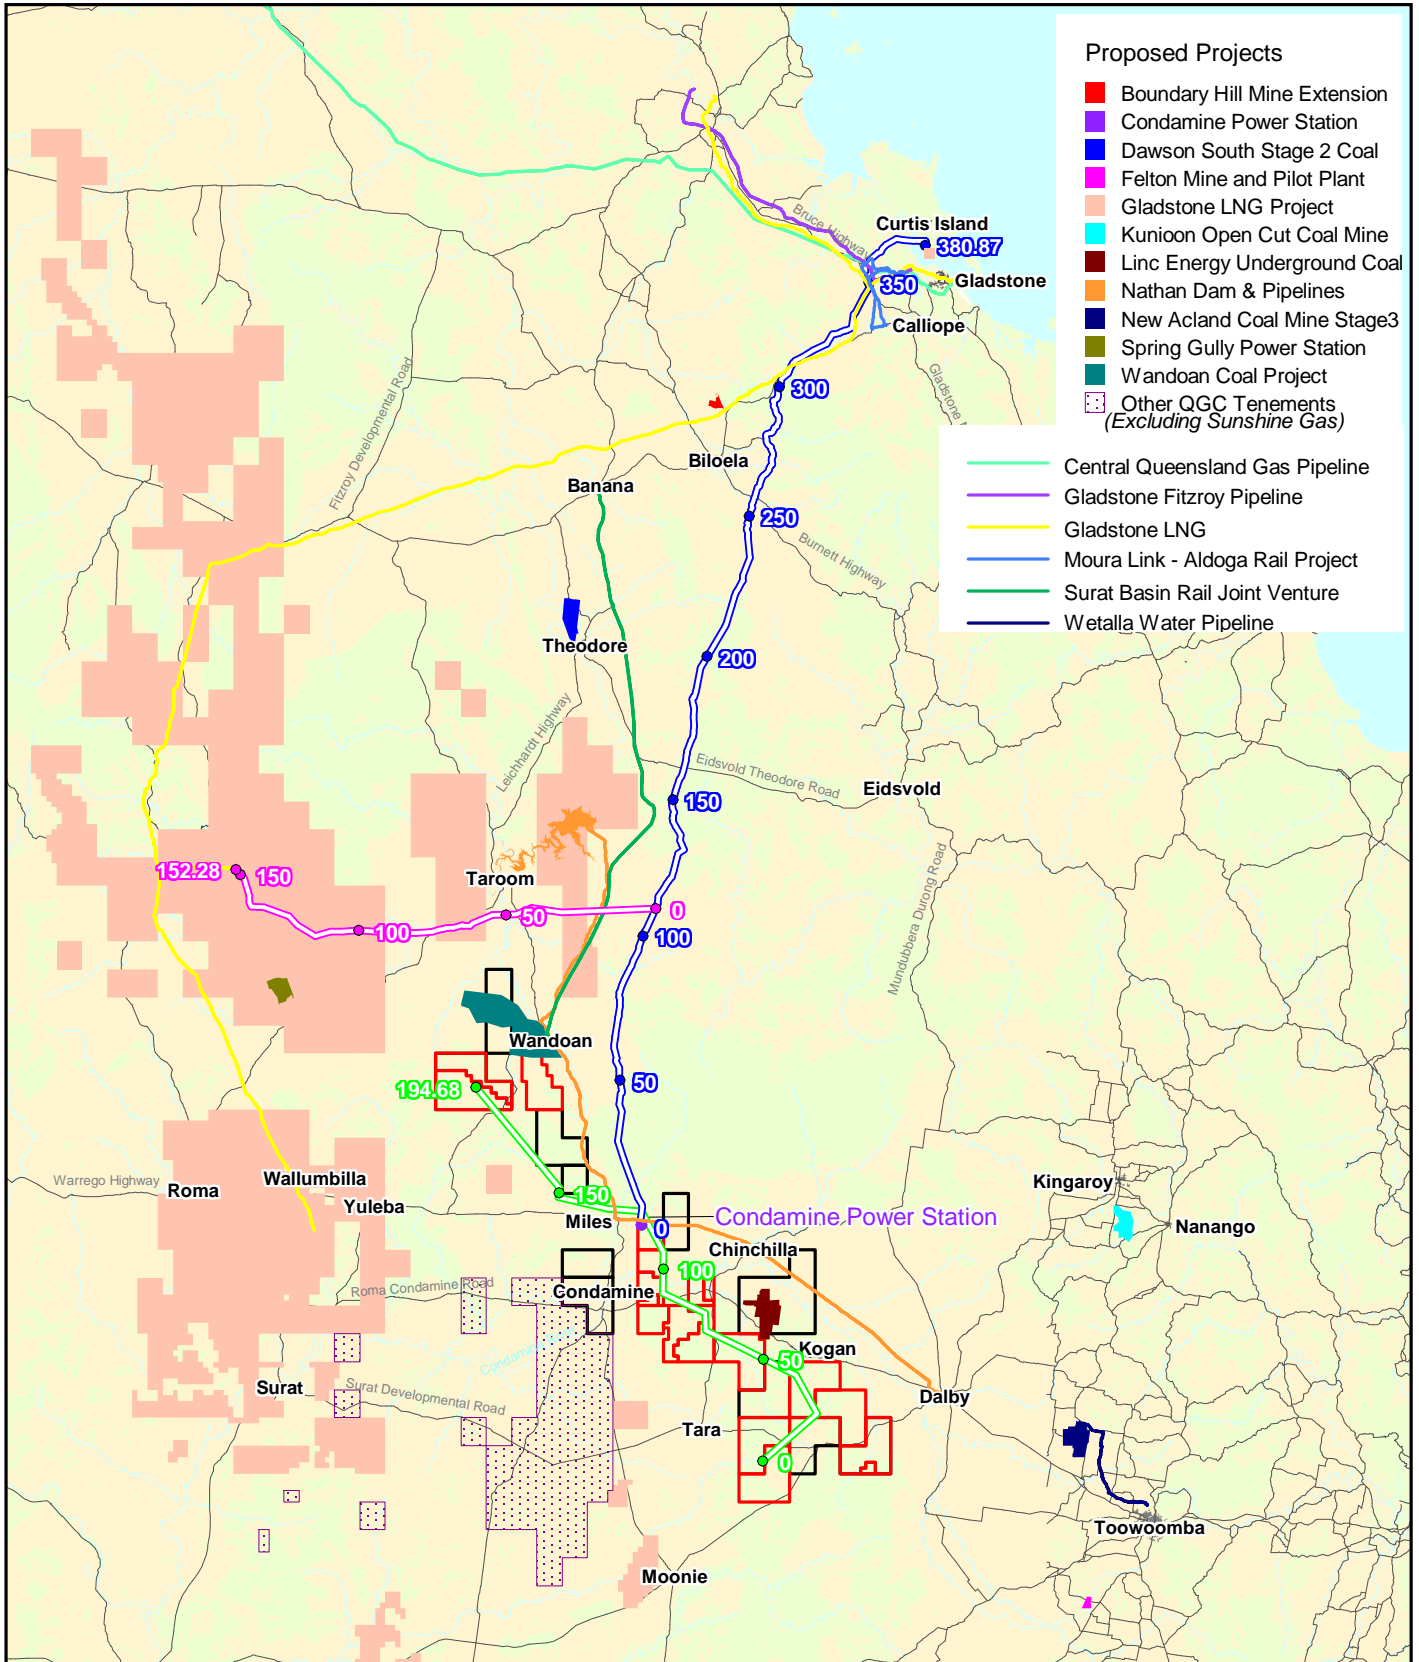 Proposed Projects
Boundary Hill Mine Extension
Condamine Power Station
Dawson South Stage 2 Coal
Felton Mine and Pilot Plant
Gladstone LNG Project
Kunioon Open Cut Coal Mine
Linc Energy Underground Coal
Nathan Dam & Pipelines
New Acland Coal Mine Stage3
Spring Gully Power Station
Wandoan Coal Project
Other QGC Tenements
(Excluding Sunshine Gas)
Central Queensland Gas Pipeline
Gladstone Fitzroy Pipeline
Gladstone LNG
Moura Link - Aldoga Rail Project
Surat Basin Rail Joint Venture
Wetalla Water Pipeline
Bruce Highway
Curtis Island
380.87
Gladstone
350
Calliope
Gladstone
300
Fitzroy Developmental Road
Biloela
Banana
250
Burnett Highway
Theodore
200
Leichhardt Highway
Eidsvold Theodore Road
Eidsvold
150
Mundubbera Durong Road
152.28
150
Taroom
50
0
100
100
Wandoan
50
194.68
Warrego Highway
Roma
Wallumbilla
Yuleba
150
Miles
0
Condamine Power Station
Kingaroy
Nanango
Chinchilla
100
Roma Condamine Road
Condamine
Condamine
50
Kogan
Surat
Surat Developmental Road
Dalby
Tara
0
Toowoomba
Moonie